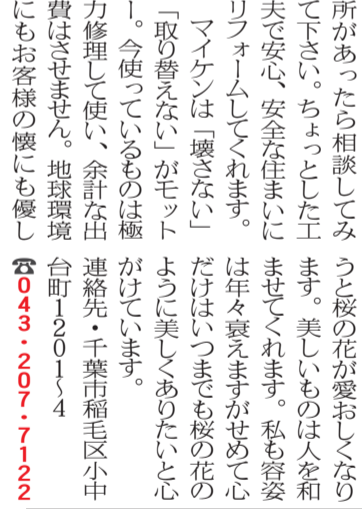 所があったら相談してみ
て下さい。ちょっとした工
夫で安心、安全な住まいに
リフォームしてくれます。
マイケンは「壊さない」
「取り替えない」がモット
ー。今使っているものは極
力修理して使い、余計な出
費はさせません。地球環境
にもお客様の懐にも優し
うと桜の花が愛おしくなり
ます。美しいものは人を和
ませてくれます。私も容姿
は年々衰えますがせめて心
だけはいつまでも桜の花の
ように美しくありたいと心
がけています。
連絡先・千葉市稲毛区小中
台町1201〜4
☎043・207・7122